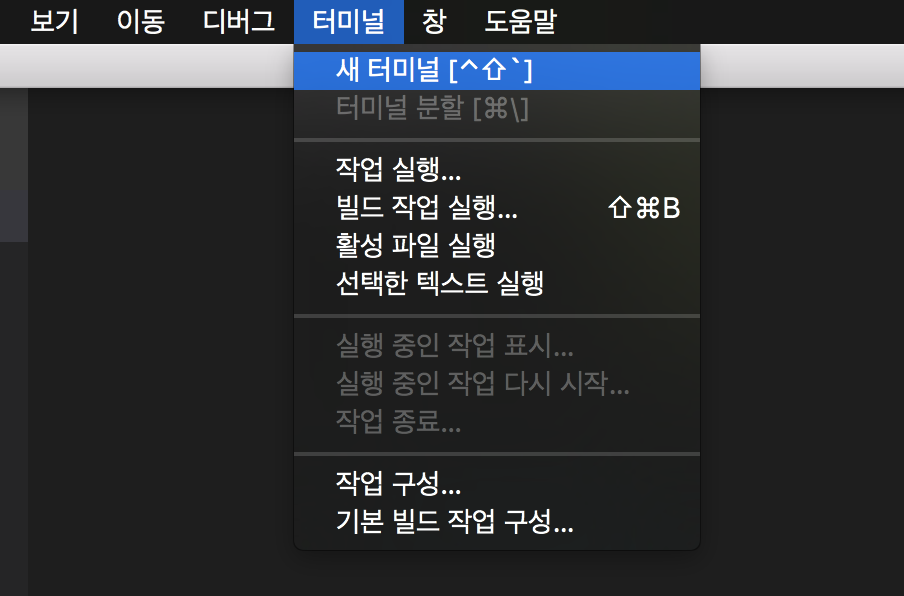 보기 이동 디버그 터미널 창 도움말
새 터미널 [^⇧`]
터미널 분할 [⌘\]
작업 실행...
빌드 작업 실행... ⇧⌘B
활성 파일 실행
선택한 텍스트 실행
실행 중인 작업 표시...
실행 중인 작업 다시 시작...
작업 종료...
작업 구성...
기본 빌드 작업 구성...